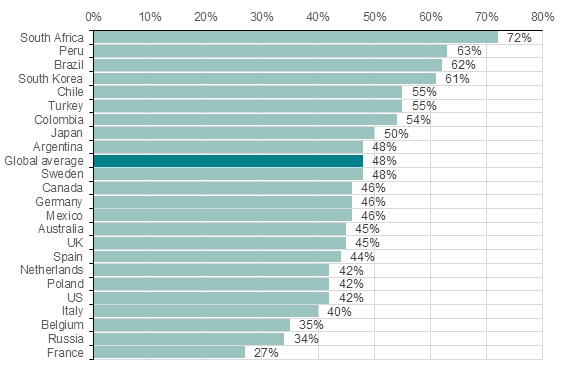 0% 10% 20% 30% 40% 50% 60% 70% 80%
South Africa 72%
Peru 63%
Brazil 62%
South Korea 61%
Chile 55%
Turkey 55%
Colombia 54%
Japan 50%
Argentina 48%
Global average 48%
Sweden 48%
Canada 46%
Germany 46%
Mexico 46%
Australia 45%
UK 45%
Spain 44%
Netherlands 42%
Poland 42%
US 42%
Italy 40%
Belgium 35%
Russia 34%
France 27%